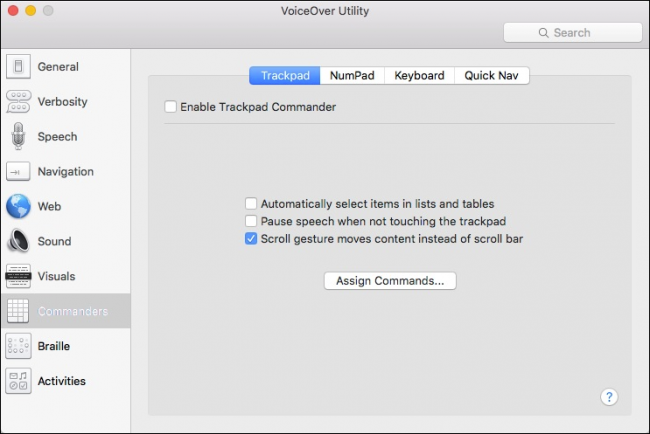 VoiceOver Utility
Search
General
Verbosity
Speech
Navigation
Web
Sound
Visuals
Commanders
Braille
Activities
Trackpad NumPad Keyboard Quick Nav
Enable Trackpad Commander
Automatically select items in lists and tables
Pause speech when not touching the trackpad
Scroll gesture moves content instead of scroll bar
Assign Commands...
?